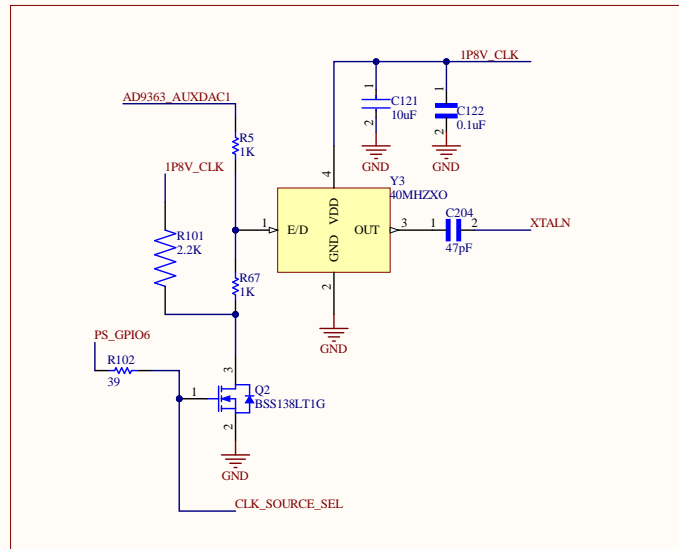 1P8V_CLK
AD9363_AUXDAC1
1
C121
10uF
2
GND
1
C122
0.1uF
2
GND
R5
1K
1P8V_CLK
R101
2.2K
4
Y3
40MHZXO
1
E/D
VDD
GND
OUT
3
2
GND
1
C204
2
47pF
XTALN
R67
1K
PS_GPIO6
R102
39
3
1
Q2
BSS138LT1G
2
GND
CLK_SOURCE_SEL